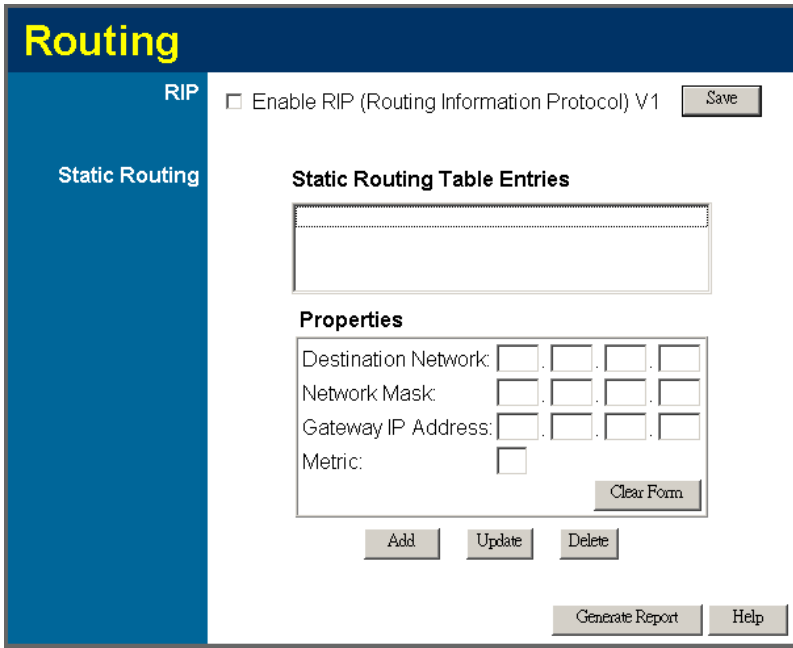 Routing
RIP
Enable RIP (Routing Information Protocol) V1
Save
Static Routing
Static Routing Table Entries
Properties
Destination Network: . . .
Network Mask: . . .
Gateway IP Address: . . .
Metric:
Clear Form
Add
Update
Delete
Generate Report
Help